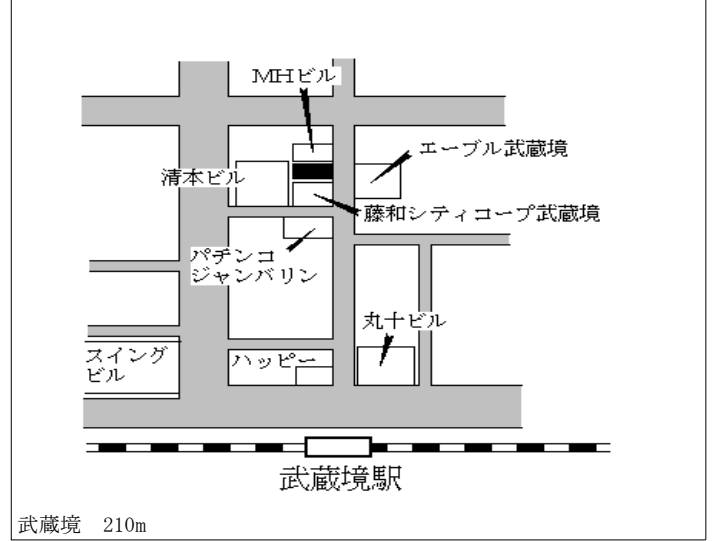 MHビル
エーブル武蔵境
清本ビル
藤和シティコープ武蔵境
パチンコ
ジャンバリン
丸十ビル
スイング
ビル
ハッピー
武蔵境駅
武蔵境 210m